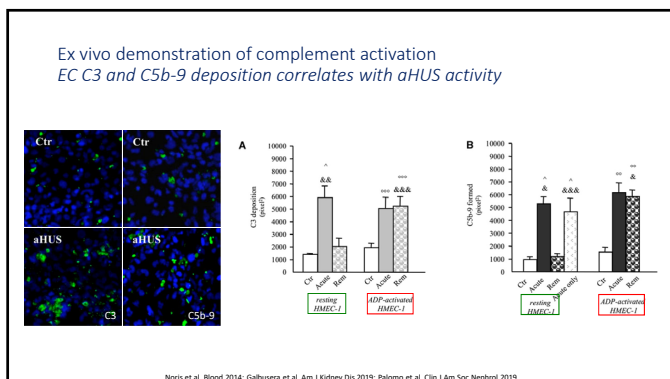 Ex vivo demonstration of complement activation
EC C3 and C5b-9 deposition correlates with aHUS activity
Ctr
Ctr
aHUS
C3
aHUS
C5b-9
A
C3 deposition
(pixel²)
10000
9000
8000
7000
6000
5000
4000
3000
2000
1000
0
^
&&
°°°
°°°
&&&
Ctr
Acute
Rem
Ctr
Acute
Rem
resting
HMEC-1
ADP-activated
HMEC-1
B
C5b-9 formed
(pixel²)
10000
9000
8000
7000
6000
5000
4000
3000
2000
1000
0
^
&
^
&&&
°°
°°
&
Ctr
Acute
Rem
Acute only
Ctr
Acute
Rem
resting
HMEC-1
ADP-activated
HMEC-1
Noris et al. Blood 2014; Galbusera et al. Am J Kidney Dis 2019; Palomo et al. Clin J Am Soc Nephrol 2019